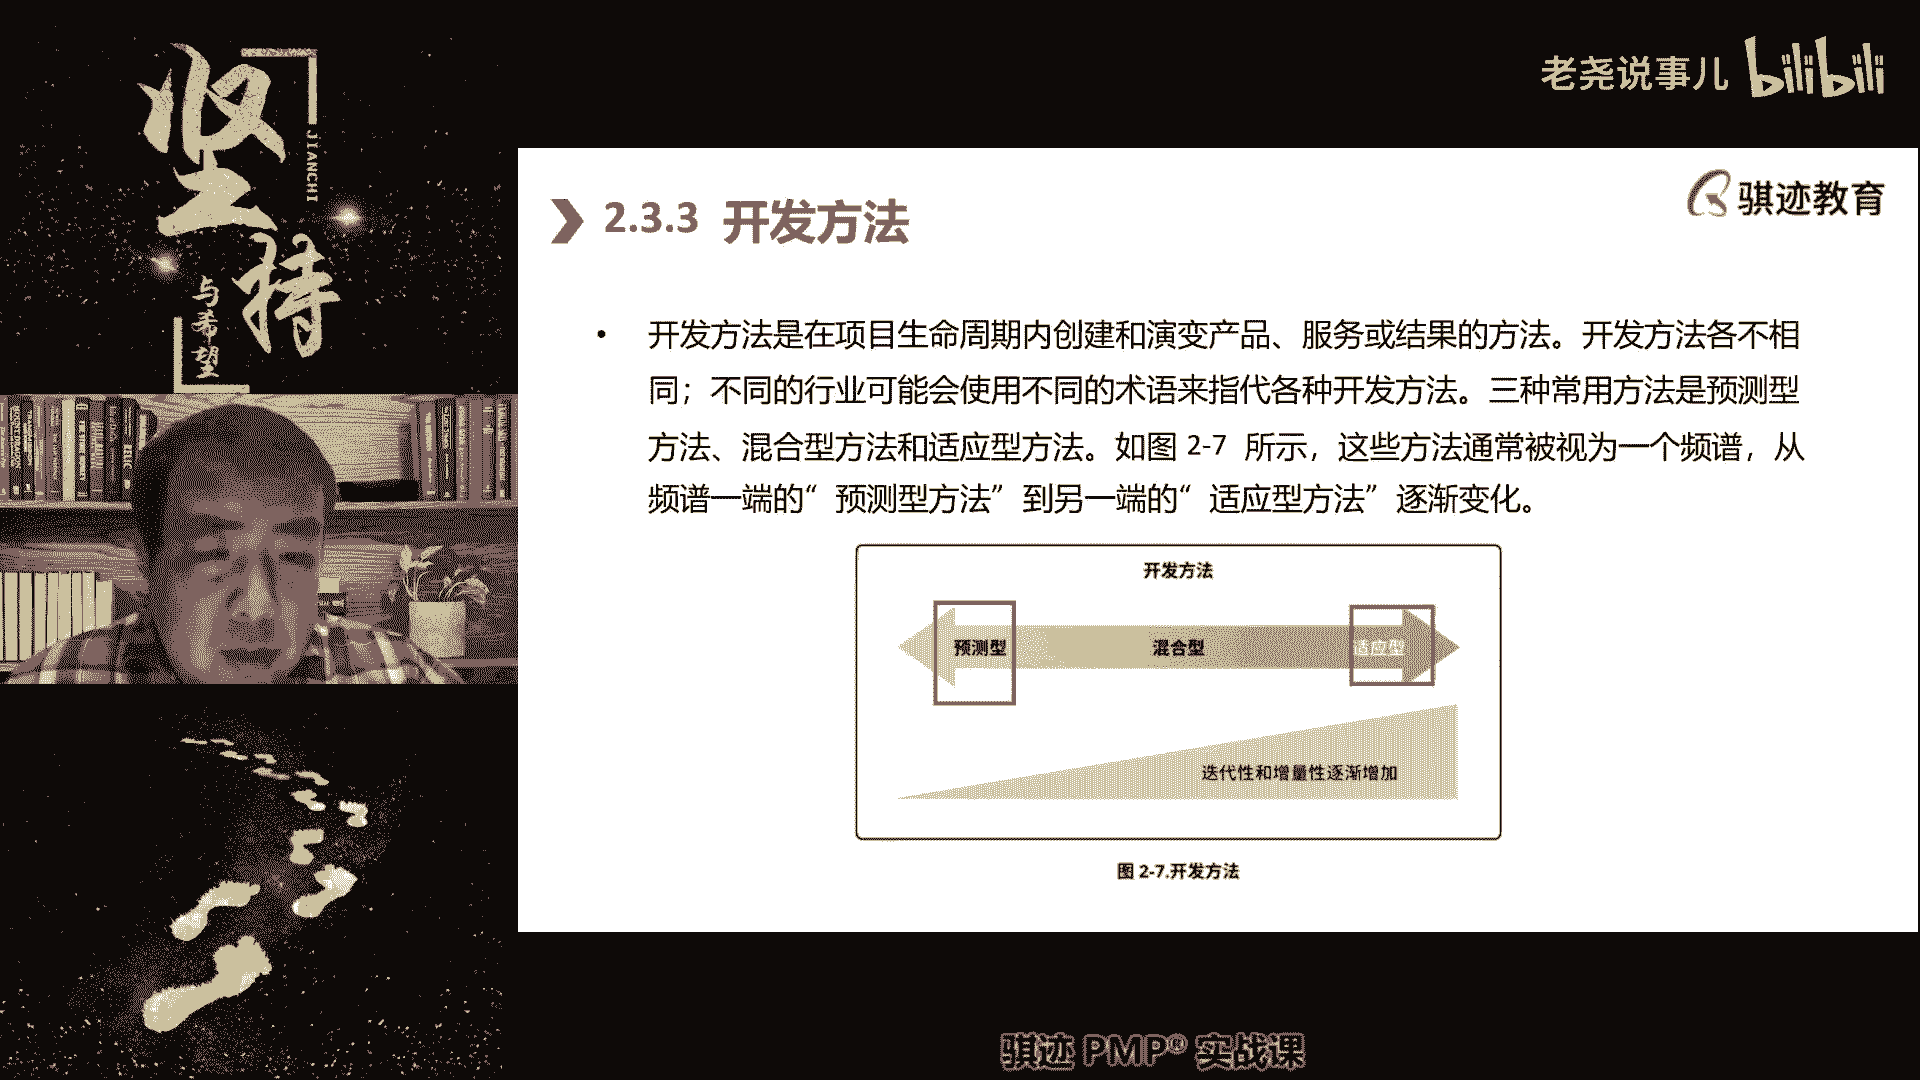 坚持
JIANCHI
与希望
老尧说事儿 bilibili
骐迹教育
2.3.3 开发方法
• 开发方法是在项目生命周期内创建和演变产品、服务或结果的方法。开发方法各不相
同；不同的行业可能会使用不同的术语来指代各种开发方法。三种常用方法是预测型
方法、混合型方法和适应型方法。如图 2-7 所示，这些方法通常被视为一个频谱，从
频谱一端的“预测型方法”到另一端的“适应型方法”逐渐变化。
开发方法
预测型 混合型 适应型
迭代性和增量性逐渐增加
图 2-7.开发方法
骐迹 PMP® 实战课